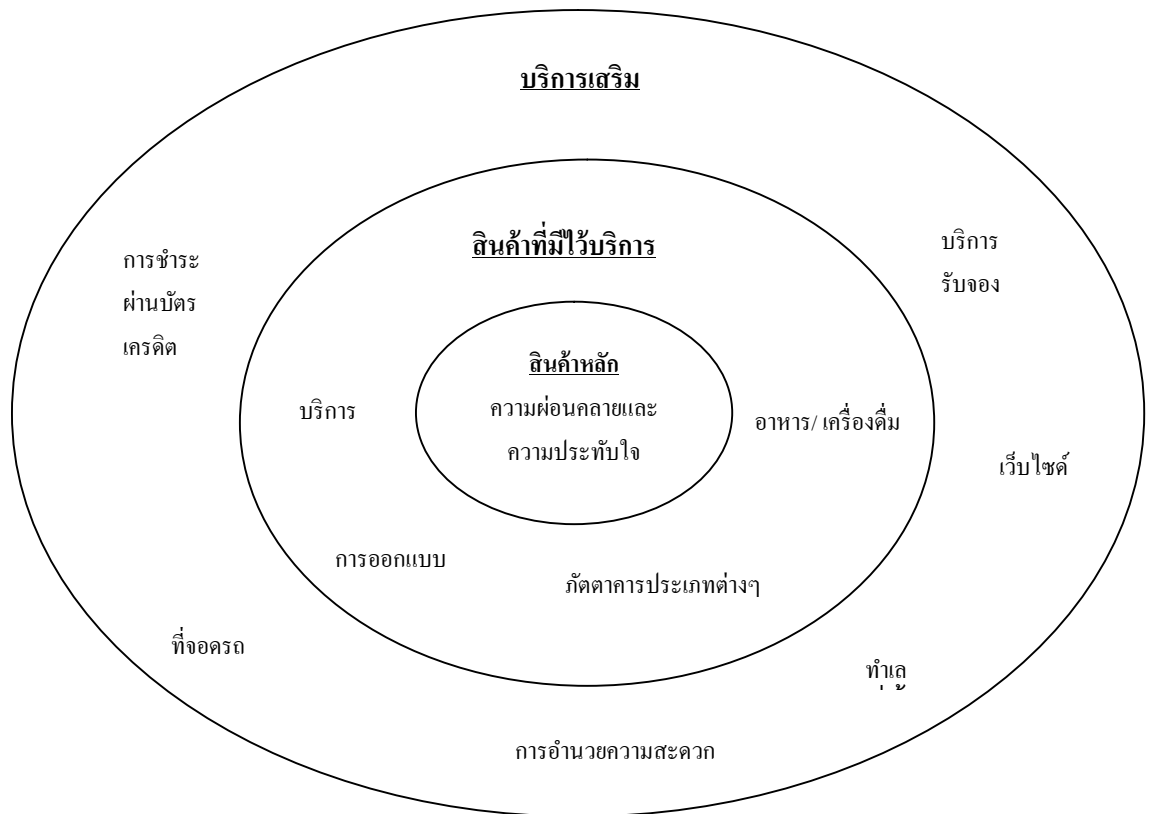 บริการเสริม
สินค้าที่มีไว้บริการ
บริการ
รับจอง
การชำระ
ผ่านบัตร
เครดิต
สินค้าหลัก
ความผ่อนคลายและ
ความประทับใจ
บริการ
อาหาร/ เครื่องดื่ม
เว็บไซด์
การออกแบบ
ภัตตาคารประเภทต่างๆ
ที่จอดรถ
ทำเล
การอำนวยความสะดวก